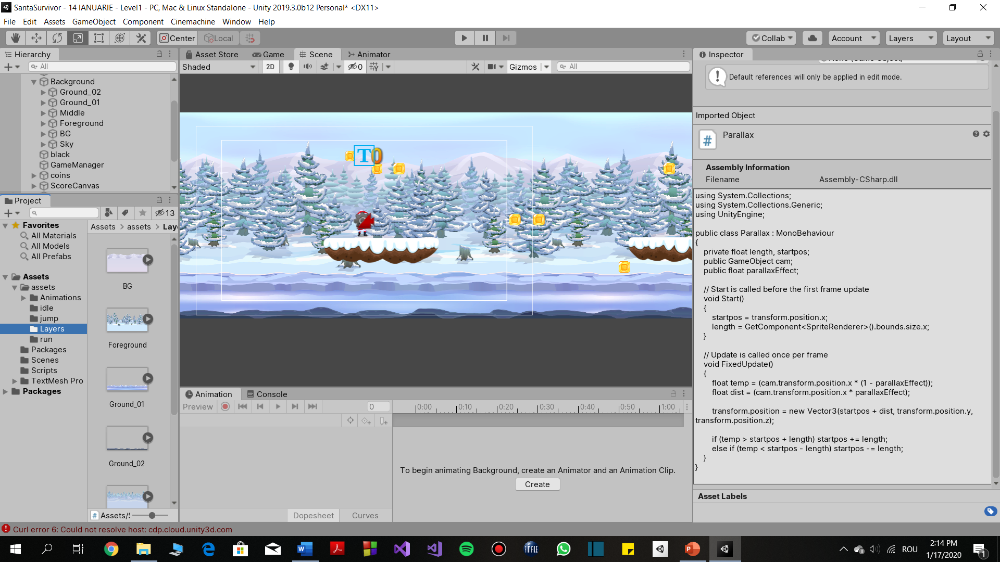 SantaSurvivor - 14 IANUARIE - Level1 - PC, Mac & Linux Standalone - Unity 2019.3.0b12 Personal* <DX11>
File Edit Assets GameObject Component Cinemachine Window Help
Center Local Collab Account Layers Layout
Hierarchy
All
Background
Ground_02
Ground_01
Middle
Foreground
BG
Sky
black
GameManager
coins
ScoreCanvas
Asset Store Game Scene Animator
Shaded 2D 0 Gizmos All
T0
Project
13
Favorites
All Materials
All Models
All Prefabs
Assets
assets
Animations
idle
jump
Layers
run
Packages
Scenes
Scripts
TextMesh Pro
Packages
Assets > assets > Laye
BG
Foreground
Ground_01
Ground_02
Assets/S
Animation Console
Preview 0 0:00 0:10 0:20 0:30 0:40 0:50 1:00
To begin animating Background, create an Animator and an Animation Clip.
Create
Dopesheet Curves
Inspector
Default references will only be applied in edit mode.
Imported Object
# Parallax
Assembly Information
Filename Assembly-CSharp.dll
using System.Collections;
using System.Collections.Generic;
using UnityEngine;
public class Parallax : MonoBehaviour
{
private float length, startpos;
public GameObject cam;
public float parallaxEffect;
// Start is called before the first frame update
void Start()
{
startpos = transform.position.x;
length = GetComponent<SpriteRenderer>().bounds.size.x;
}
// Update is called once per frame
void FixedUpdate()
{
float temp = (cam.transform.position.x * (1 - parallaxEffect));
float dist = (cam.transform.position.x * parallaxEffect);
transform.position = new Vector3(startpos + dist, transform.position.y,
transform.position.z);
if (temp > startpos + length) startpos += length;
else if (temp < startpos - length) startpos -= length;
}
}
Asset Labels
Curl error 6: Could not resolve host: cdp.cloud.unity3d.com
FINALE
ROU
2:14 PM
1/17/2020
1